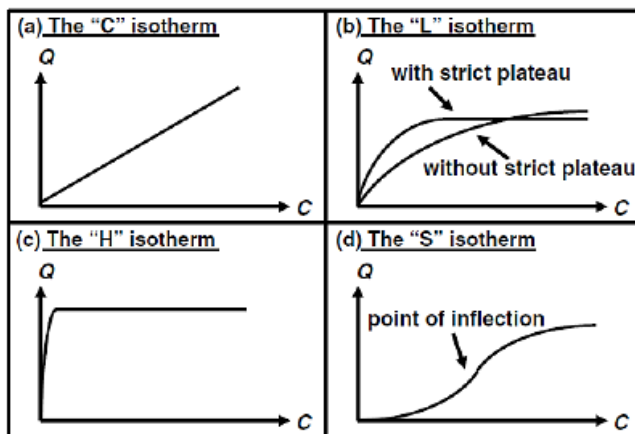 (a) The “C” isotherm
Q
C
(b) The “L” isotherm
Q
with strict plateau
without strict plateau
C
(c) The “H” isotherm
Q
C
(d) The “S” isotherm
Q
point of inflection
C